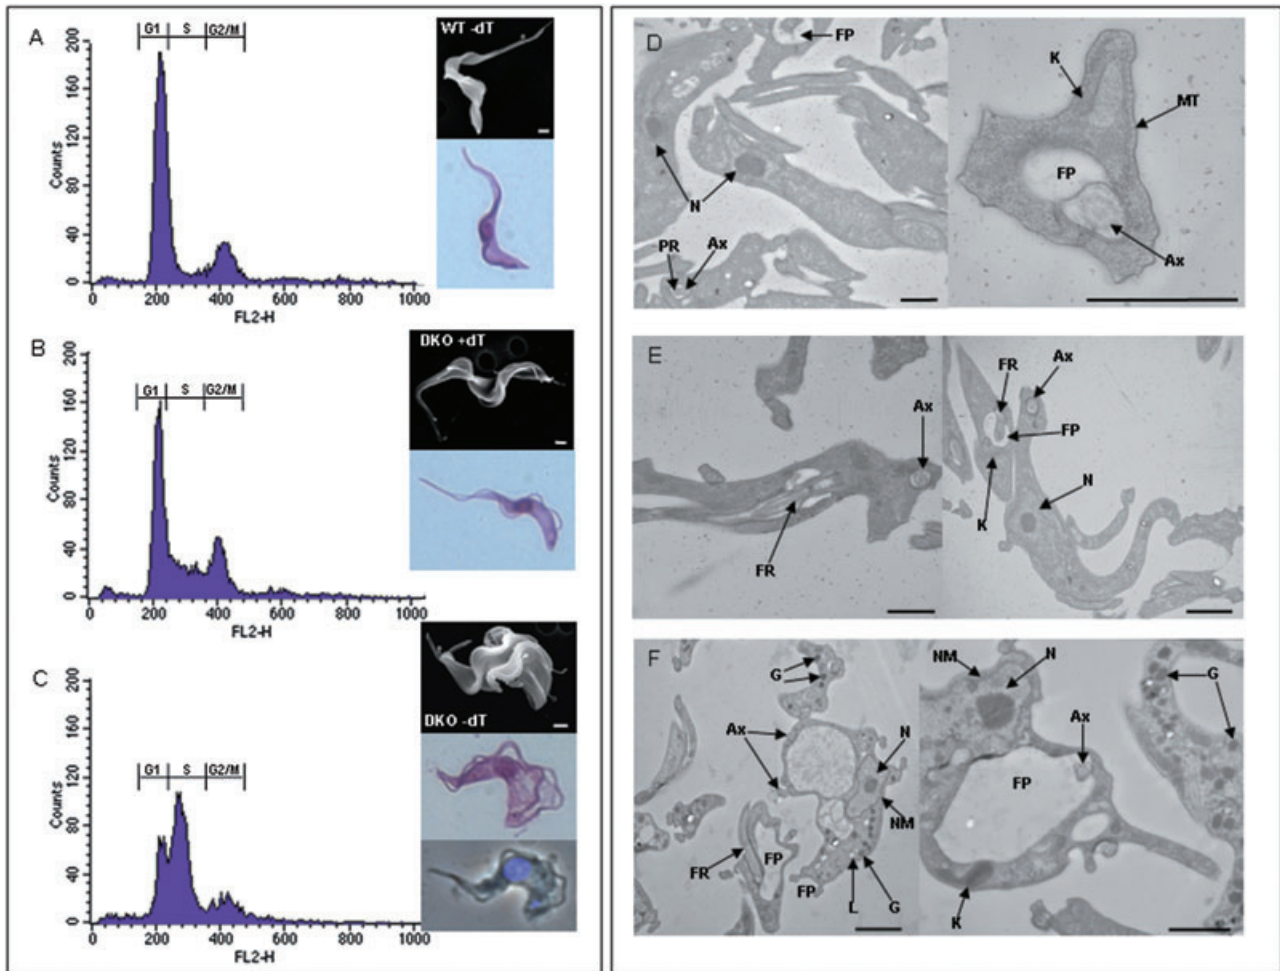 A
G1 S G2/M
200
160
120
80
40
0
Counts
0 200 400 600 800 1000
FL2-H
WT -dT
B
G1 S G2/M
200
160
120
80
40
0
Counts
0 200 400 600 800 1000
FL2-H
DKO +dT
C
G1 S G2/M
200
160
120
80
40
0
Counts
0 200 400 600 800 1000
FL2-H
DKO -dT
D
FP
N
PR Ax
K
MT
FP
Ax
E
Ax
FR
FR
Ax
FP
N
K
F
G
Ax
N
NM
FR
FP
FP
L
G
NM
N
G
Ax
FP
K